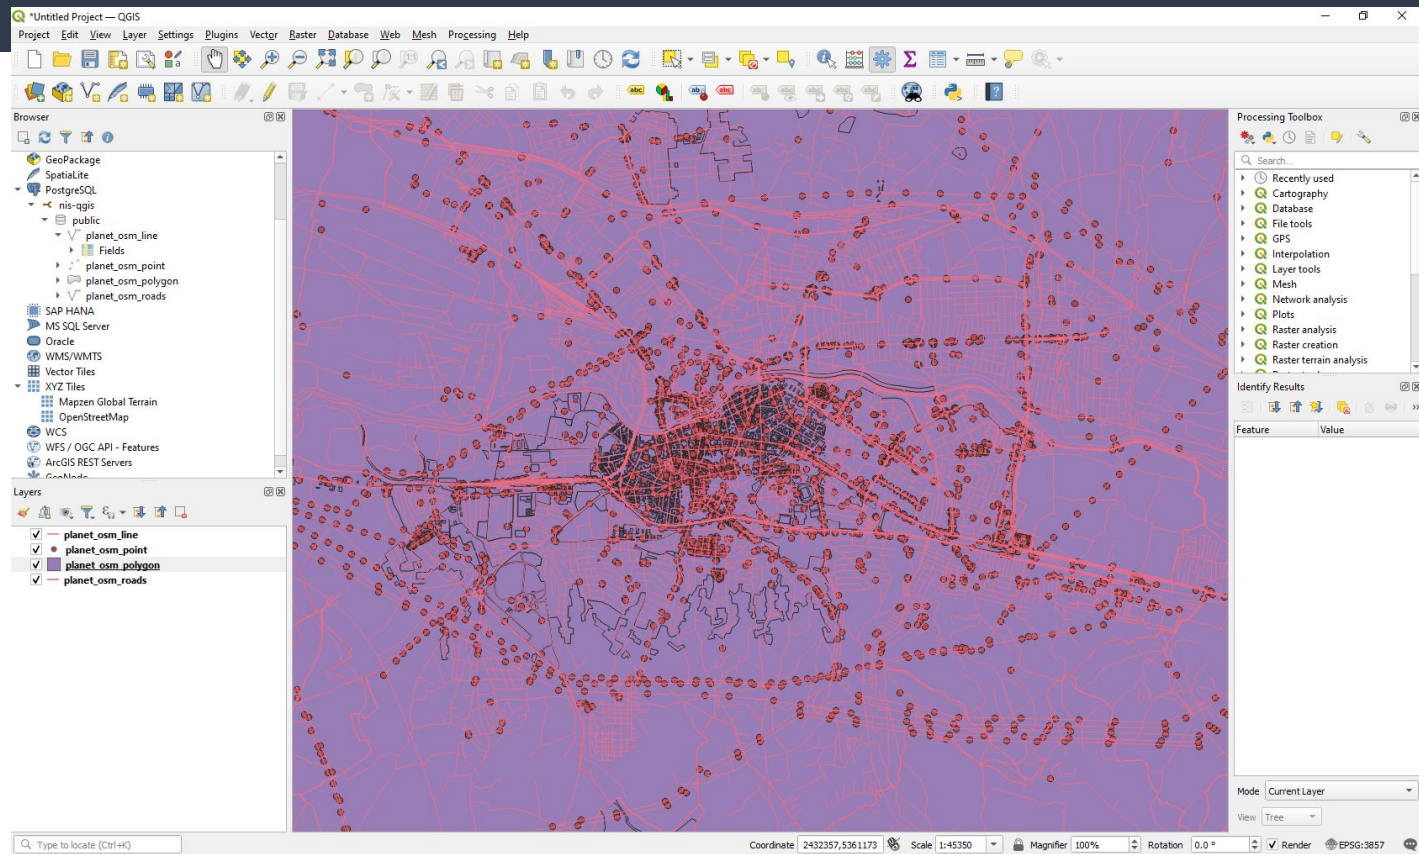 *Untitled Project — QGIS
Project Edit View Layer Settings Plugins Vector Raster Database Web Mesh Processing Help
Browser
GeoPackage
SpatiaLite
PostgreSQL
nis-qgis
public
planet_osm_line
Fields
planet_osm_point
planet_osm_polygon
planet_osm_roads
SAP HANA
MS SQL Server
Oracle
WMS/WMTS
Vector Tiles
XYZ Tiles
Mapzen Global Terrain
OpenStreetMap
WCS
WFS / OGC API - Features
ArcGIS REST Servers
GeoNode
Layers
planet_osm_line
planet_osm_point
planet_osm_polygon
planet_osm_roads
Processing Toolbox
Search...
Recently used
Cartography
Database
File tools
GPS
Interpolation
Layer tools
Mesh
Network analysis
Plots
Raster analysis
Raster creation
Raster terrain analysis
Identify Results
Feature Value
Mode Current Layer
View Tree
Type to locate (Ctrl+K)
Coordinate 2432357,5361173 Scale 1:45350 Magnifier 100% Rotation 0.0 ° Render EPSG:3857